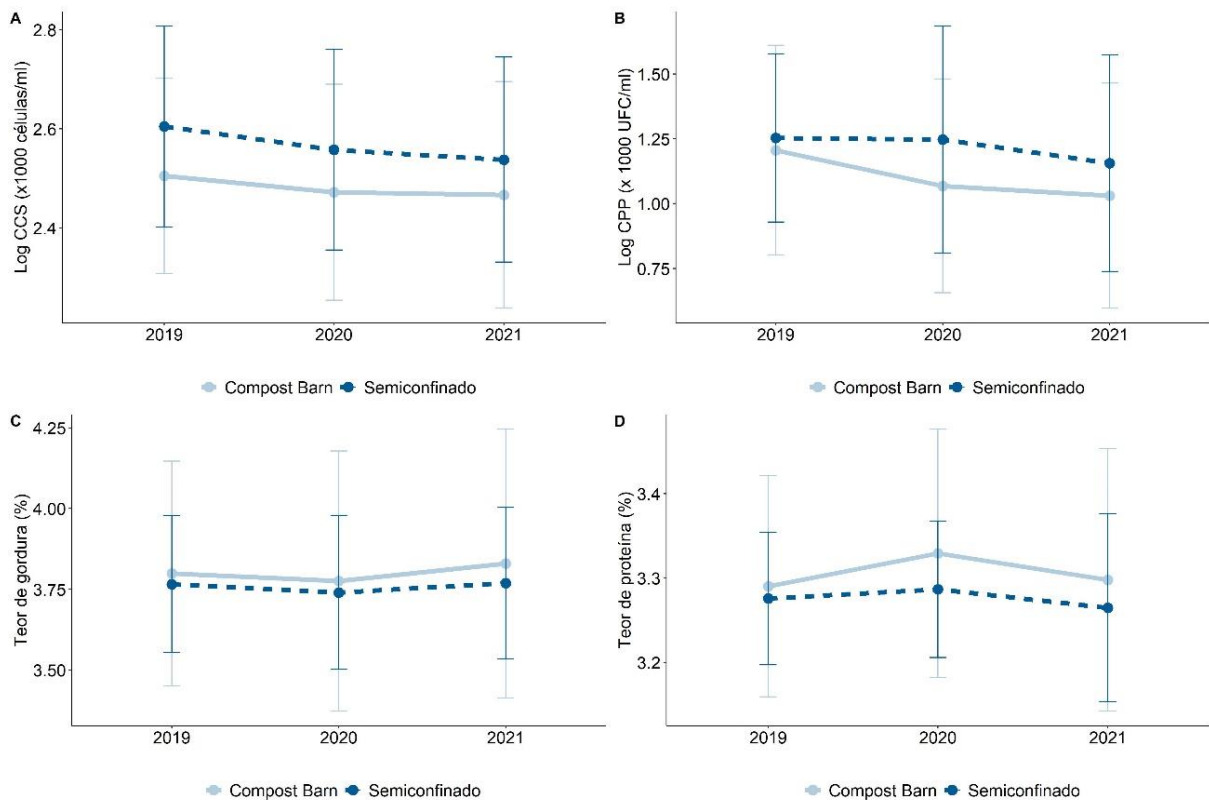 A
Log CCS (x1000 células/ml)
2.8
2.6
2.4
2019 2020 2021
Compost Barn Semiconfinado
B
Log CPP (x 1000 UFC/ml)
1.50
1.25
1.00
0.75
2019 2020 2021
Compost Barn Semiconfinado
C
Teor de gordura (%)
4.25
4.00
3.75
3.50
2019 2020 2021
Compost Barn Semiconfinado
D
Teor de proteína (%)
3.4
3.3
3.2
2019 2020 2021
Compost Barn Semiconfinado